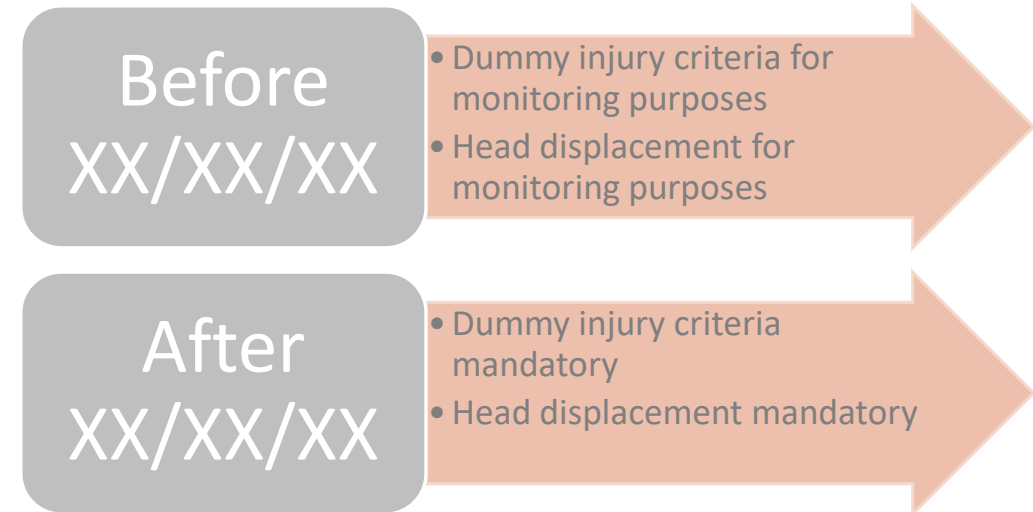 Before
XX/XX/XX
• Dummy injury criteria for
monitoring purposes
• Head displacement for
monitoring purposes
After
XX/XX/XX
• Dummy injury criteria
mandatory
• Head displacement mandatory